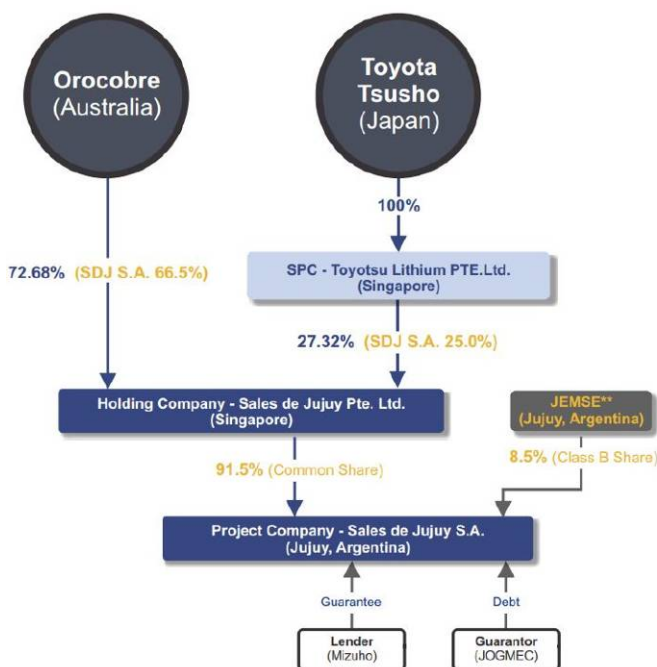 Orocobre
(Australia)
Toyota
Tsusho
(Japan)
100%
72.68% (SDJ S.A. 66.5%)
SPC - Toyotsu Lithium PTE.Ltd.
(Singapore)
27.32% (SDJ S.A. 25.0%)
Holding Company - Sales de Jujuy Pte. Ltd.
(Singapore)
JEMSE**
(Jujuy, Argentina)
91.5% (Common Share)
8.5% (Class B Share)
Project Company - Sales de Jujuy S.A.
(Jujuy, Argentina)
Guarantee
Debt
Lender
(Mizuho)
Guarantor
(JOGMEC)